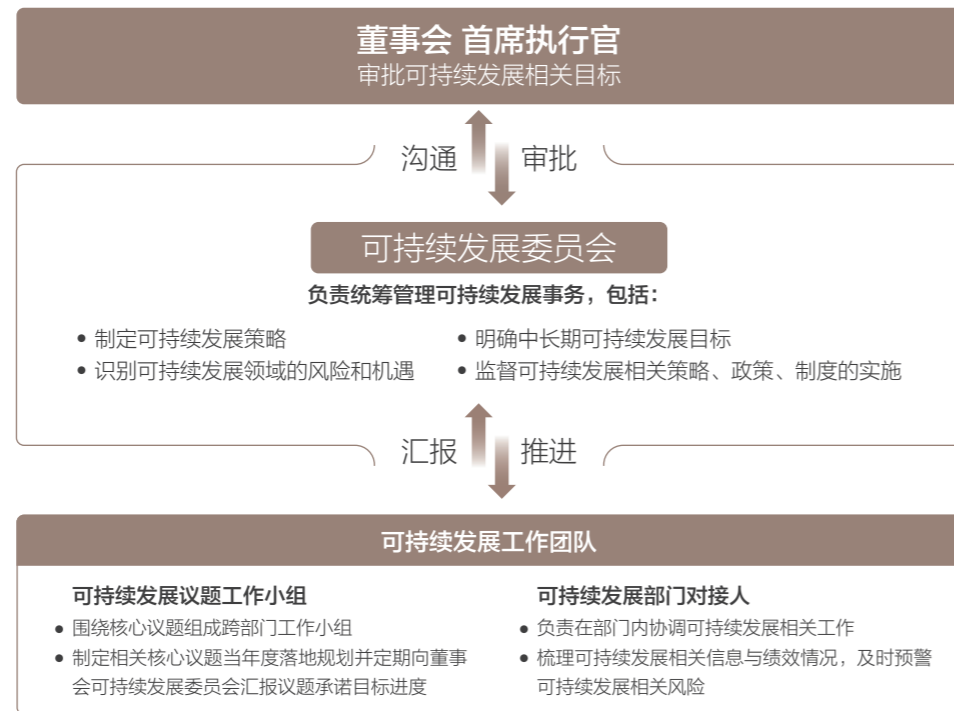 董事会 首席执行官
审批可持续发展相关目标
沟通 审批
可持续发展委员会
负责统筹管理可持续发展事务，包括：
• 制定可持续发展策略
• 识别可持续发展领域的风险和机遇
• 明确中长期可持续发展目标
• 监督可持续发展相关策略、政策、制度的实施
汇报 推进
可持续发展工作团队
可持续发展议题工作小组
• 围绕核心议题组成跨部门工作小组
• 制定相关核心议题当年度落地规划并定期向董事
会可持续发展委员会汇报议题承诺目标进度
可持续发展部门对接人
• 负责在部门内协调可持续发展相关工作
• 梳理可持续发展相关信息与绩效情况，及时预警
可持续发展相关风险